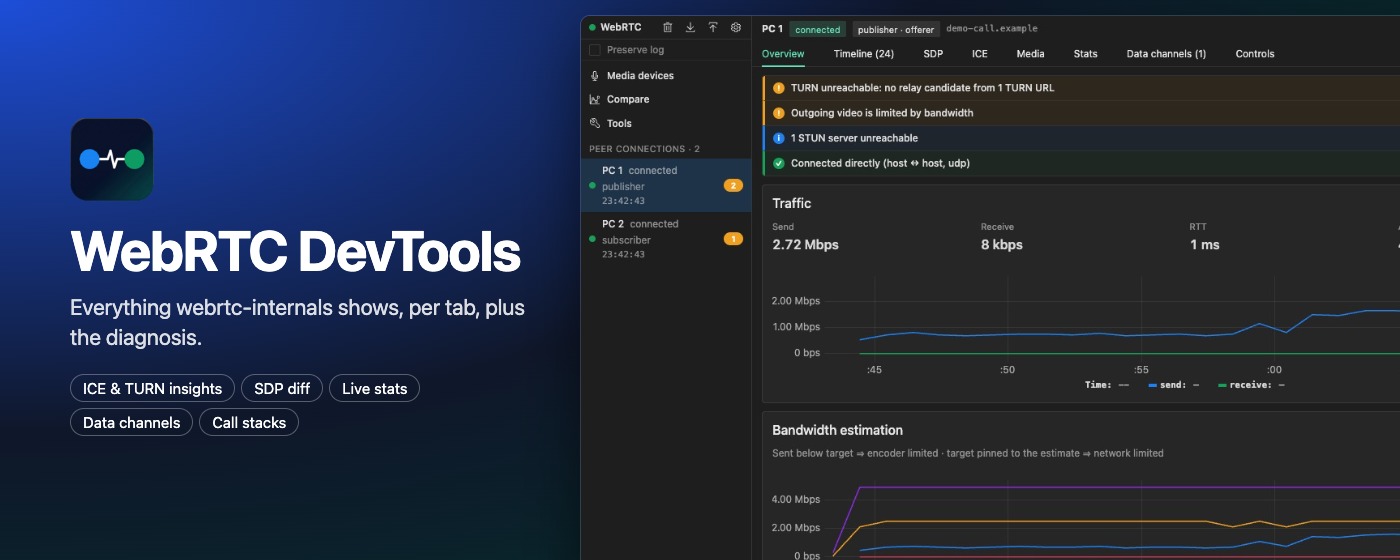 WebRTC DevTools
Everything webrtc-internals shows, per tab, plus
the diagnosis.
ICE & TURN insights
SDP diff
Live stats
Data channels
Call stacks
WebRTC
Preserve log
Media devices
Compare
Tools
PEER CONNECTIONS · 2
PC 1 connected
publisher
2
23:42:43
PC 2 connected
subscriber
1
23:42:43
PC 1 connected publisher · offerer demo-call.example
Overview Timeline (24) SDP ICE Media Stats Data channels (1) Controls
TURN unreachable: no relay candidate from 1 TURN URL
Outgoing video is limited by bandwidth
1 STUN server unreachable
Connected directly (host ↔ host, udp)
Traffic
Send Receive RTT
2.72 Mbps 8 kbps 1 ms
2.00 Mbps
1.00 Mbps
0 bps
:45 :50 :55 :00
Time: -- send: - receive: -
Bandwidth estimation
Sent below target ⇒ encoder limited · target pinned to the estimate ⇒ network limited
4.00 Mbps
2.00 Mbps
0 bps